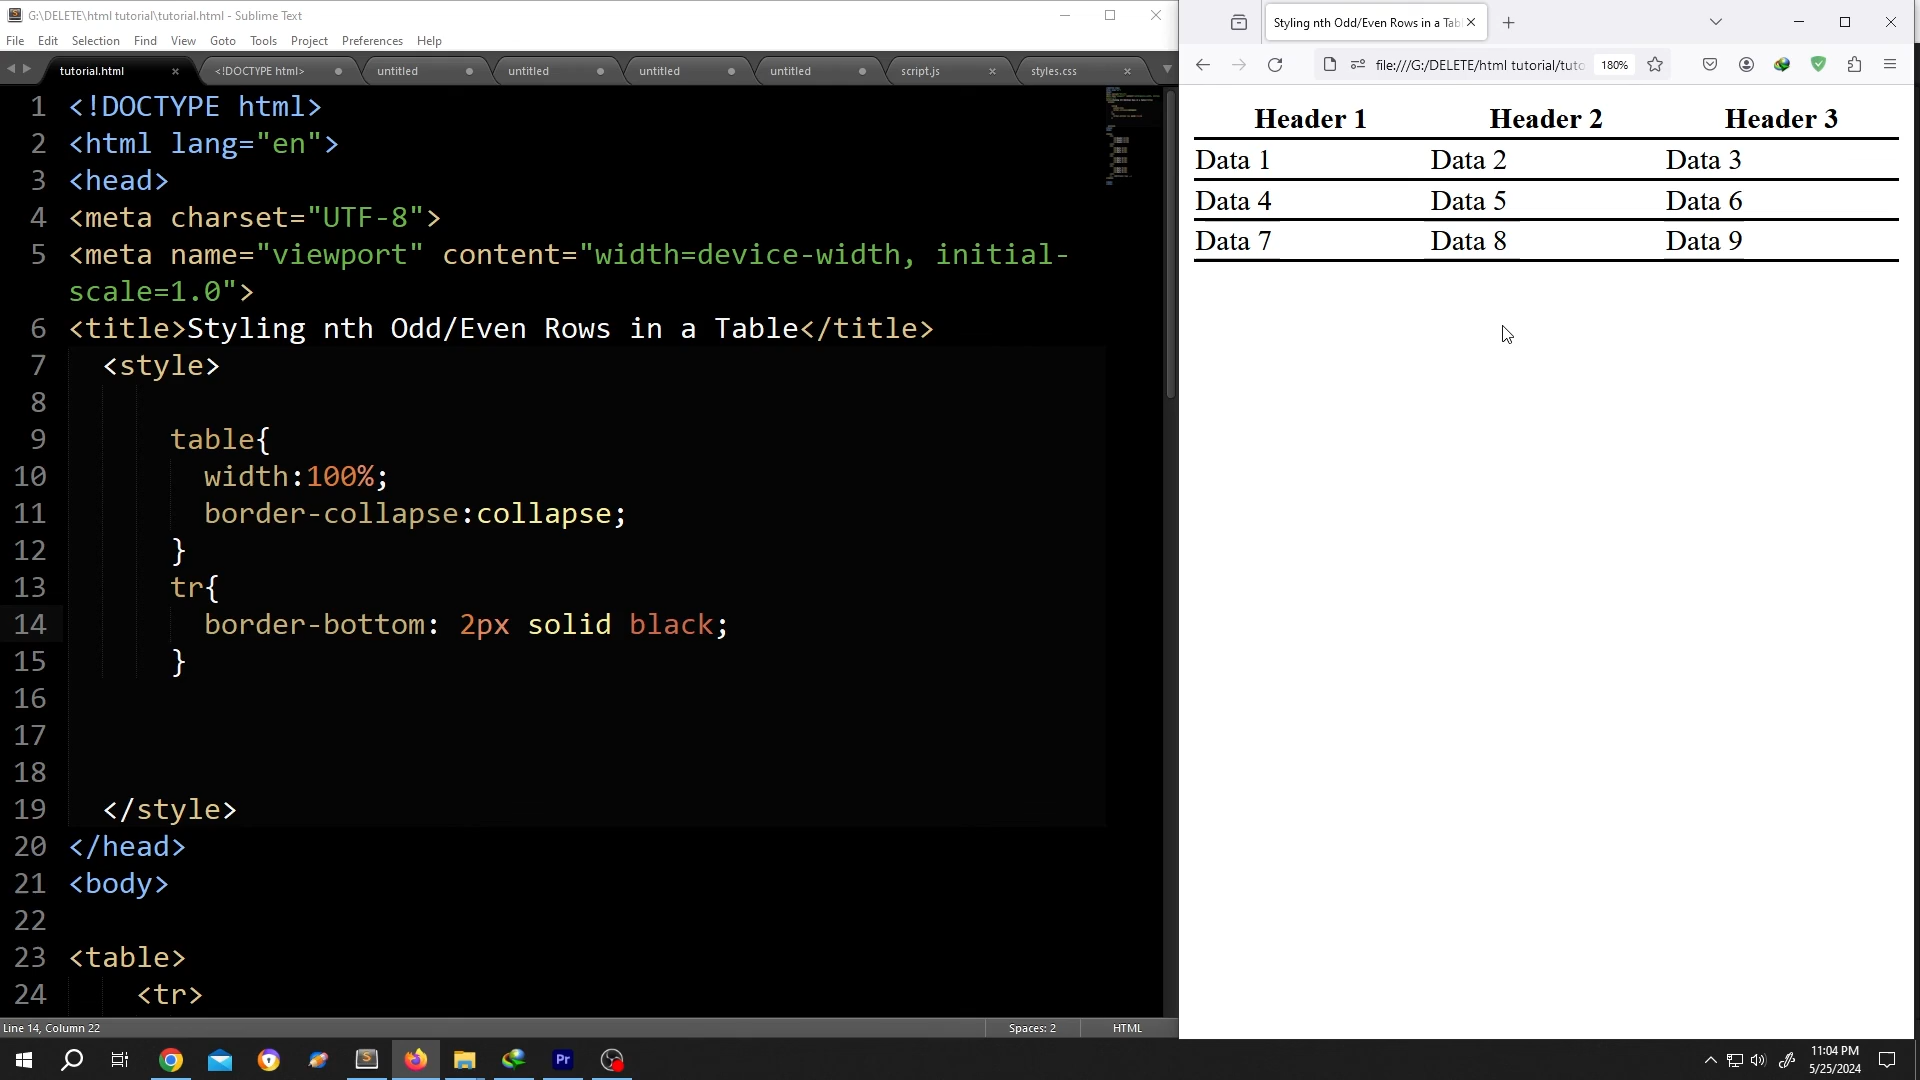 G:\DELETE\html tutorial\tutorial.html - Sublime Text
File Edit Selection Find View Goto Tools Project Preferences Help
tutorial.html <!DOCTYPE html> untitled untitled untitled untitled script.js styles.css
1 <!DOCTYPE html>
2 <html lang="en">
3 <head>
4 <meta charset="UTF-8">
5 <meta name="viewport" content="width=device-width, initial-
scale=1.0">
6 <title>Styling nth Odd/Even Rows in a Table</title>
7 <style>
8
9 table{
10 width:100%;
11 border-collapse:collapse;
12 }
13 tr{
14 border-bottom: 2px solid black;
15 }
16
17
18
19 </style>
20 </head>
21 <body>
22
23 <table>
24 <tr>
Line 14, Column 22 Spaces: 2 HTML
Styling nth Odd/Even Rows in a Tab
file:///G:/DELETE/html tutorial/tuto 180%
Header 1 Header 2 Header 3
Data 1 Data 2 Data 3
Data 4 Data 5 Data 6
Data 7 Data 8 Data 9
S Pr
11:04 PM
5/25/2024